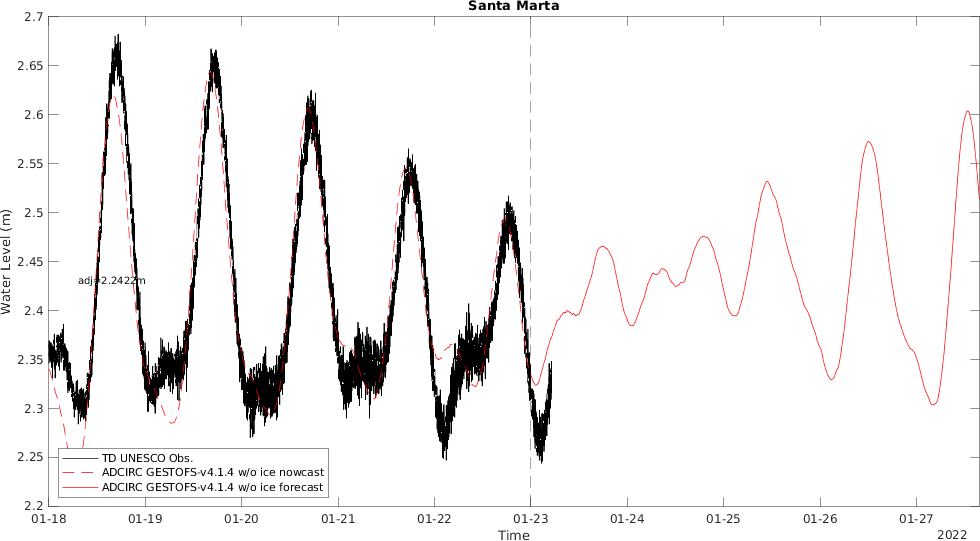 Santa Marta
Water Level (m)
2.7
2.65
2.6
2.55
2.5
2.45
2.4
2.35
2.3
2.25
2.2
adj=2.2422m
TD UNESCO Obs.
ADCIRC GESTOFS-v4.1.4 w/o ice nowcast
ADCIRC GESTOFS-v4.1.4 w/o ice forecast
01-18 01-19 01-20 01-21 01-22 01-23 01-24 01-25 01-26 01-27
Time
2022